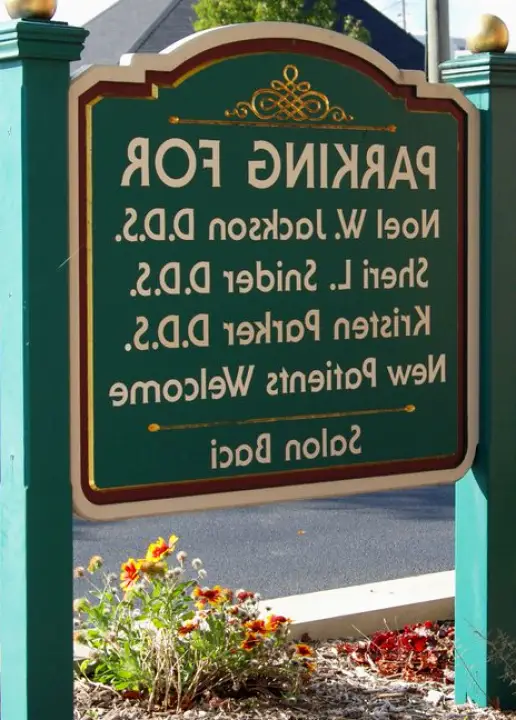 PARKING FOR
Noel W. Jackson D.D.S.
Sheri L. Snider D.D.S.
Kristen Parker D.D.S.
New Patients Welcome
Salon Baci